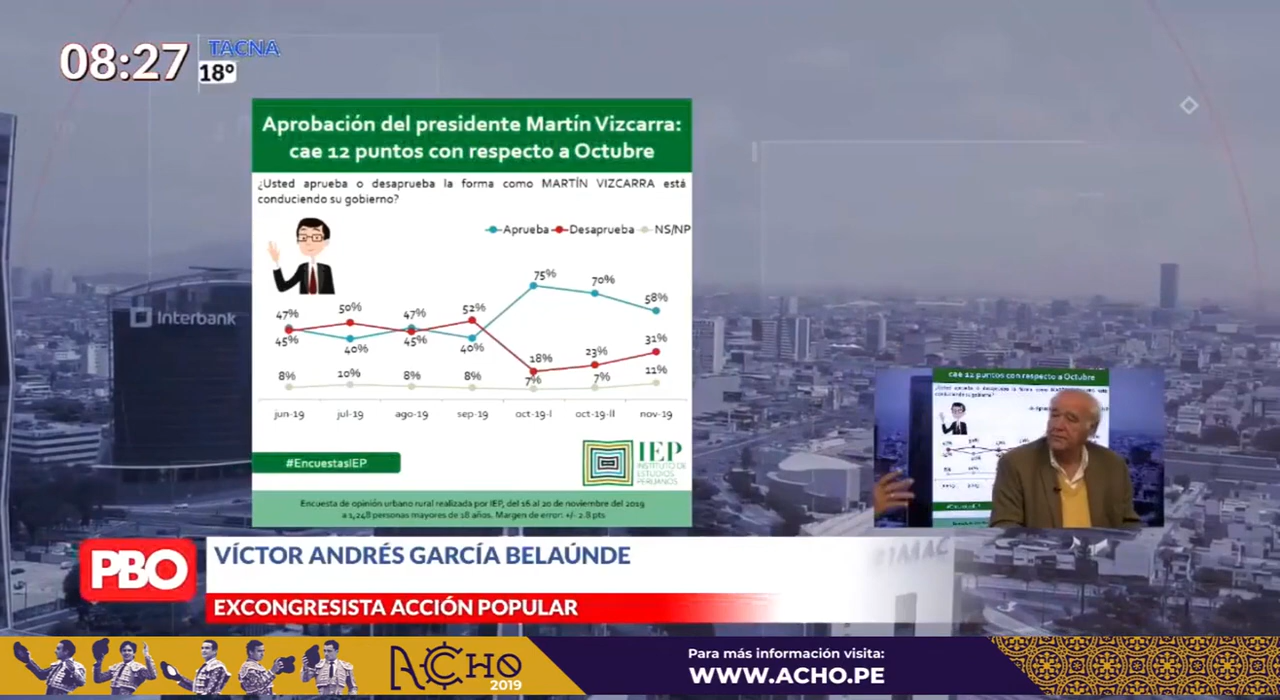 08:27
TACNA
18°
Aprobación del presidente Martín Vizcarra:
cae 12 puntos con respecto a Octubre
¿Usted aprueba o desaprueba la forma como MARTÍN VIZCARRA está
conduciendo su gobierno?
Aprueba Desaprueba NS/NP
75% 70% 58%
47% 50% 47% 52%
45% 40% 45% 40%
18% 23% 31%
8% 10% 8% 8% 7% 7% 11%
jun-19 jul-19 ago-19 sep-19 oct-19-I oct-19-II nov-19
#EncuestasIEP
IEP
INSTITUTO DE
ESTUDIOS
PERUANOS
Encuesta de opinión urbano rural realizada por IEP, del 16 al 20 de noviembre del 2019
a 1,248 personas mayores de 18 años. Margen de error: +/- 2.8 pts
Interbank
cae 12 puntos con respecto a Octubre
PBO
VÍCTOR ANDRÉS GARCÍA BELAÚNDE
EXCONGRESISTA ACCIÓN POPULAR
ACHO
2019
Para más información visita:
WWW.ACHO.PE